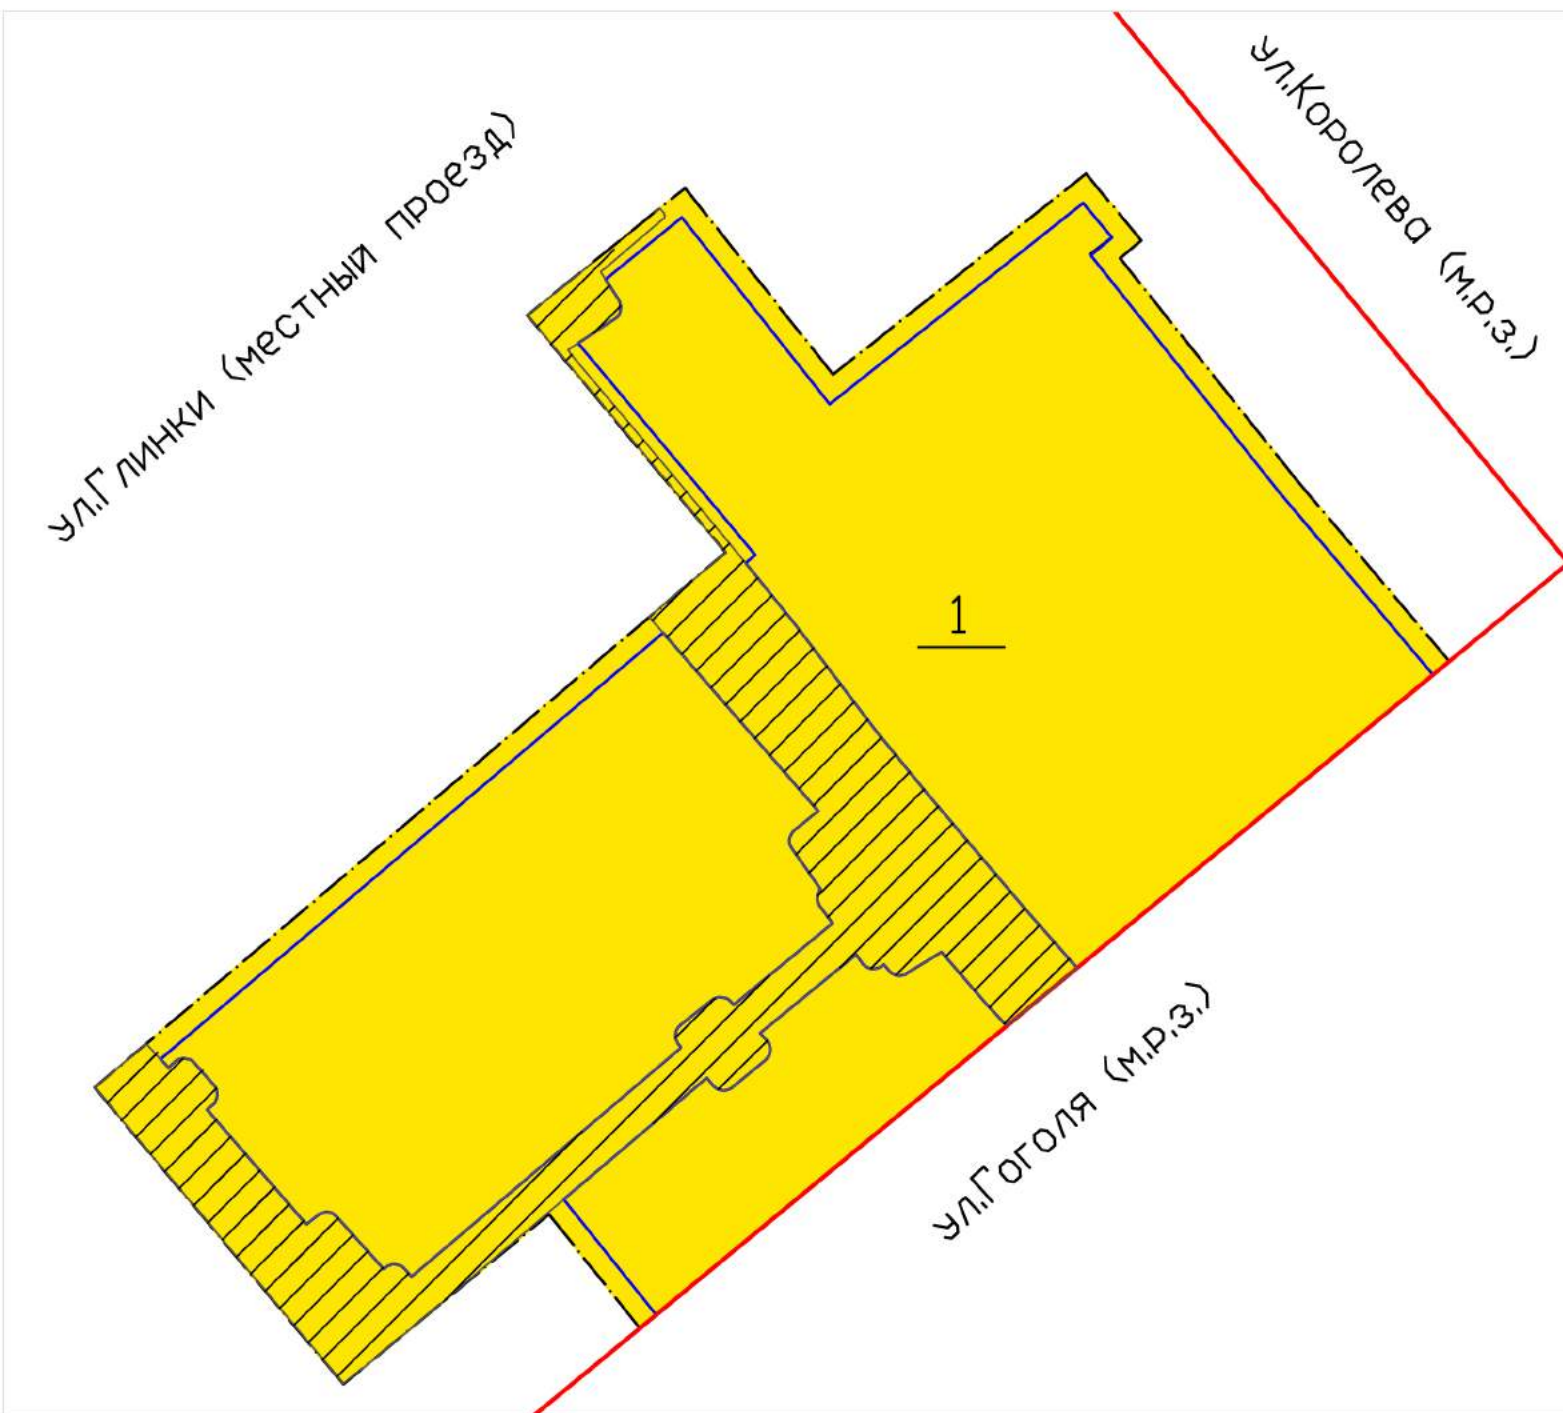 ул.Королева (м.р.з.)
ул.Глинки (местный проезд)
1
ул.Гоголя (м.р.з.)